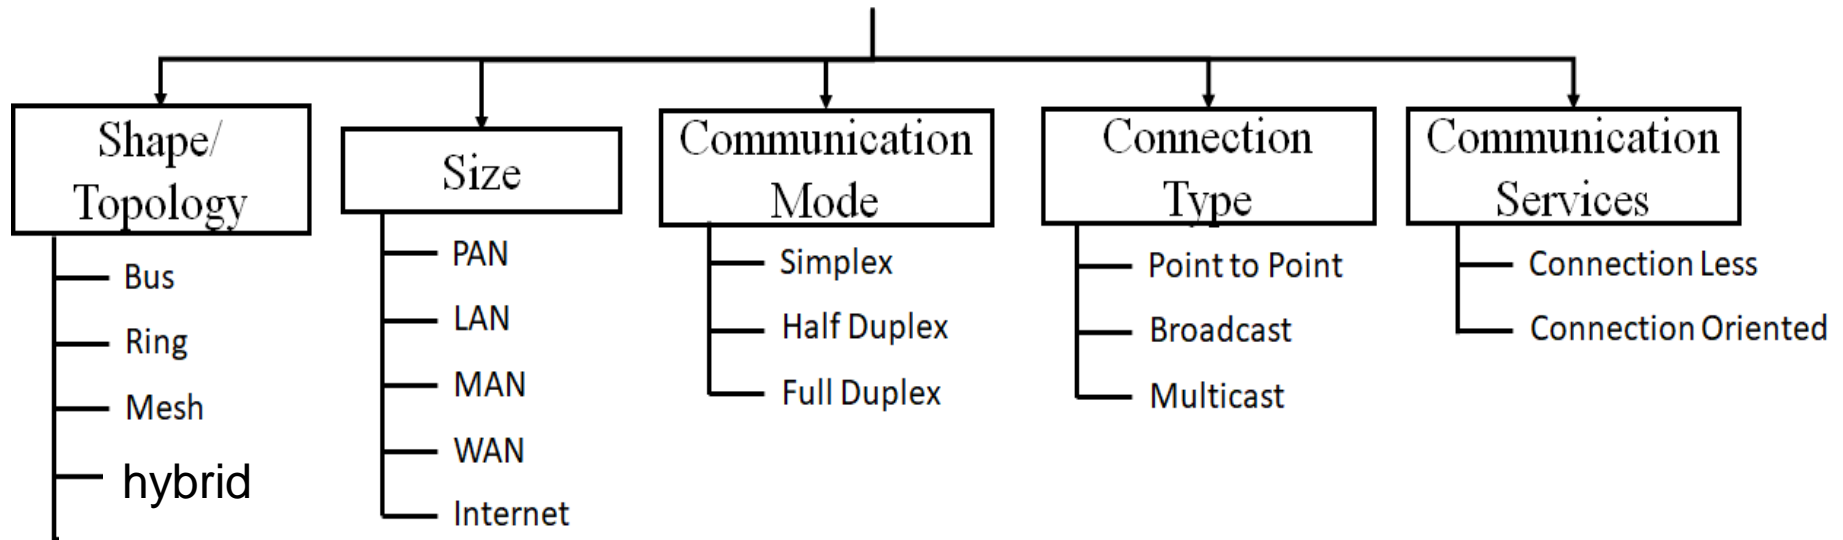 Shape/
Topology
Bus
Ring
Mesh
hybrid
Size
PAN
LAN
MAN
WAN
Internet
Communication
Mode
Simplex
Half Duplex
Full Duplex
Connection
Type
Point to Point
Broadcast
Multicast
Communication
Services
Connection Less
Connection Oriented